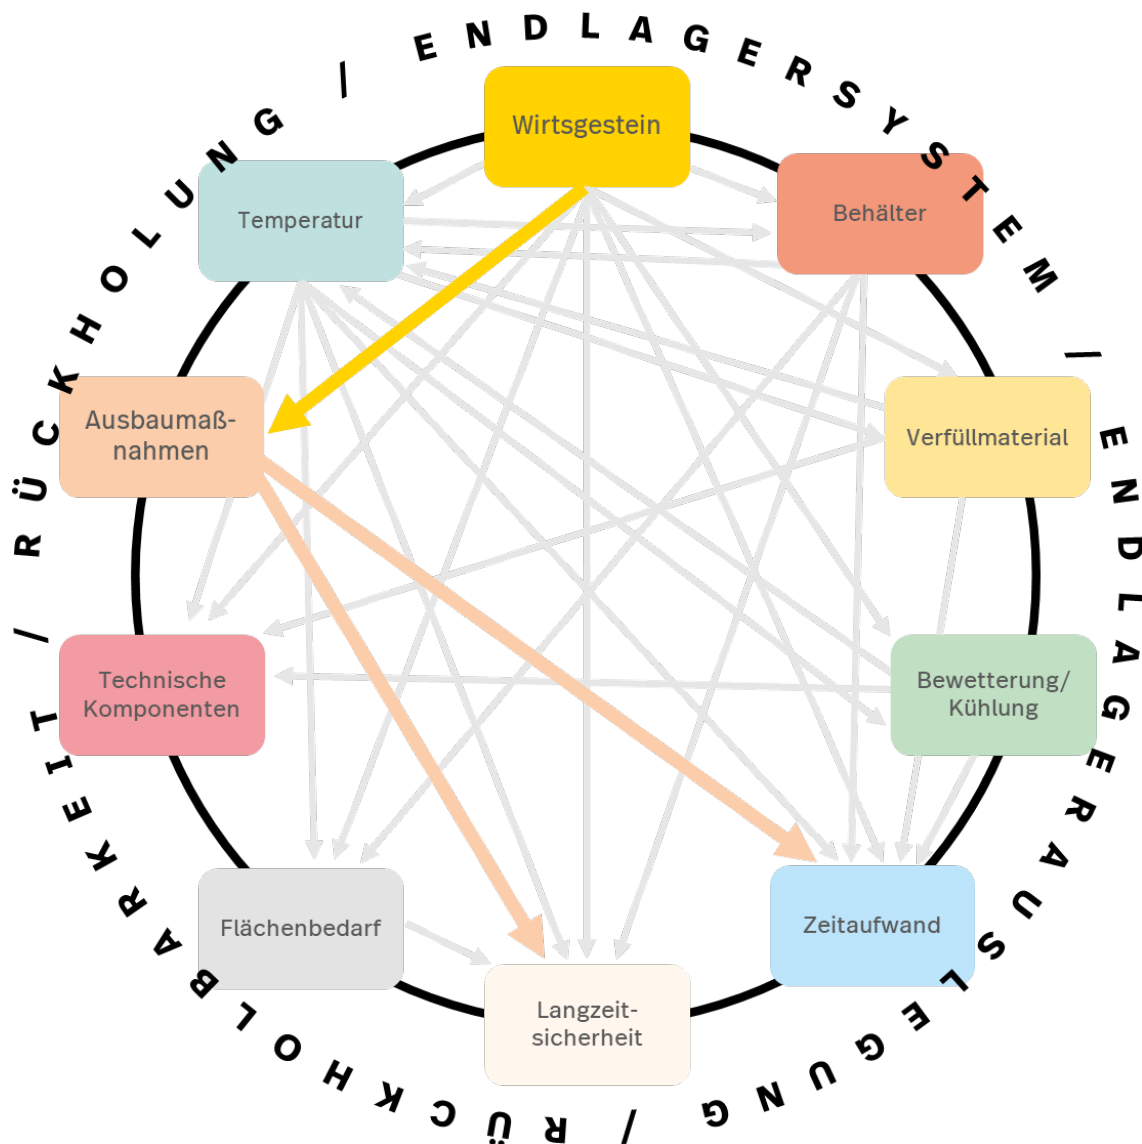 / ENDLAGERSYSTEM / ENDLAGERAUSLEGUNG / RÜCKHOLBARKEIT / RÜCKHOLUNG
Wirtsgestein
Temperatur
Behälter
Ausbaumaß-
nahmen
Verfüllmaterial
Technische
Komponenten
Bewetterung/
Kühlung
Flächenbedarf
Zeitaufwand
Langzeit-
sicherheit